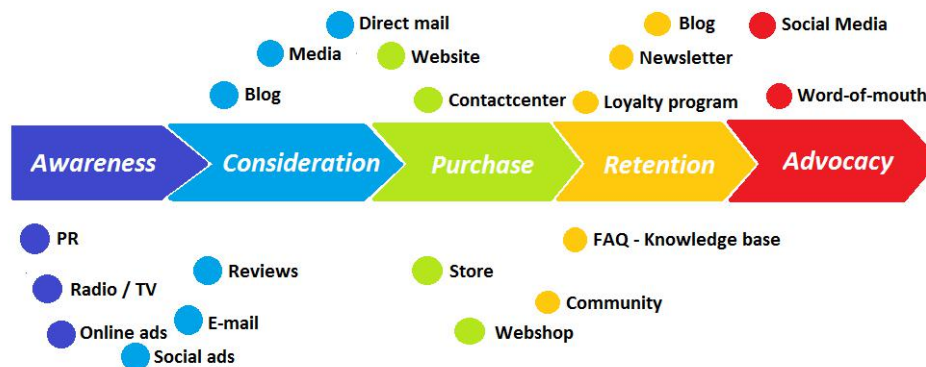 Direct mail
Blog
Social Media
Media
Website
Newsletter
Blog
Contactcenter
Loyalty program
Word-of-mouth
Awareness
Consideration
Purchase
Retention
Advocacy
PR
FAQ - Knowledge base
Reviews
Store
Radio / TV
Community
E-mail
Online ads
Webshop
Social ads